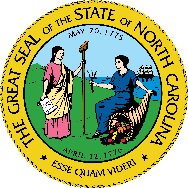 THE GREAT SEAL OF THE STATE OF NORTH CAROLINA
MAY 20, 1775
APRIL 12, 1776
★ ESSE QUAM VIDERI ★